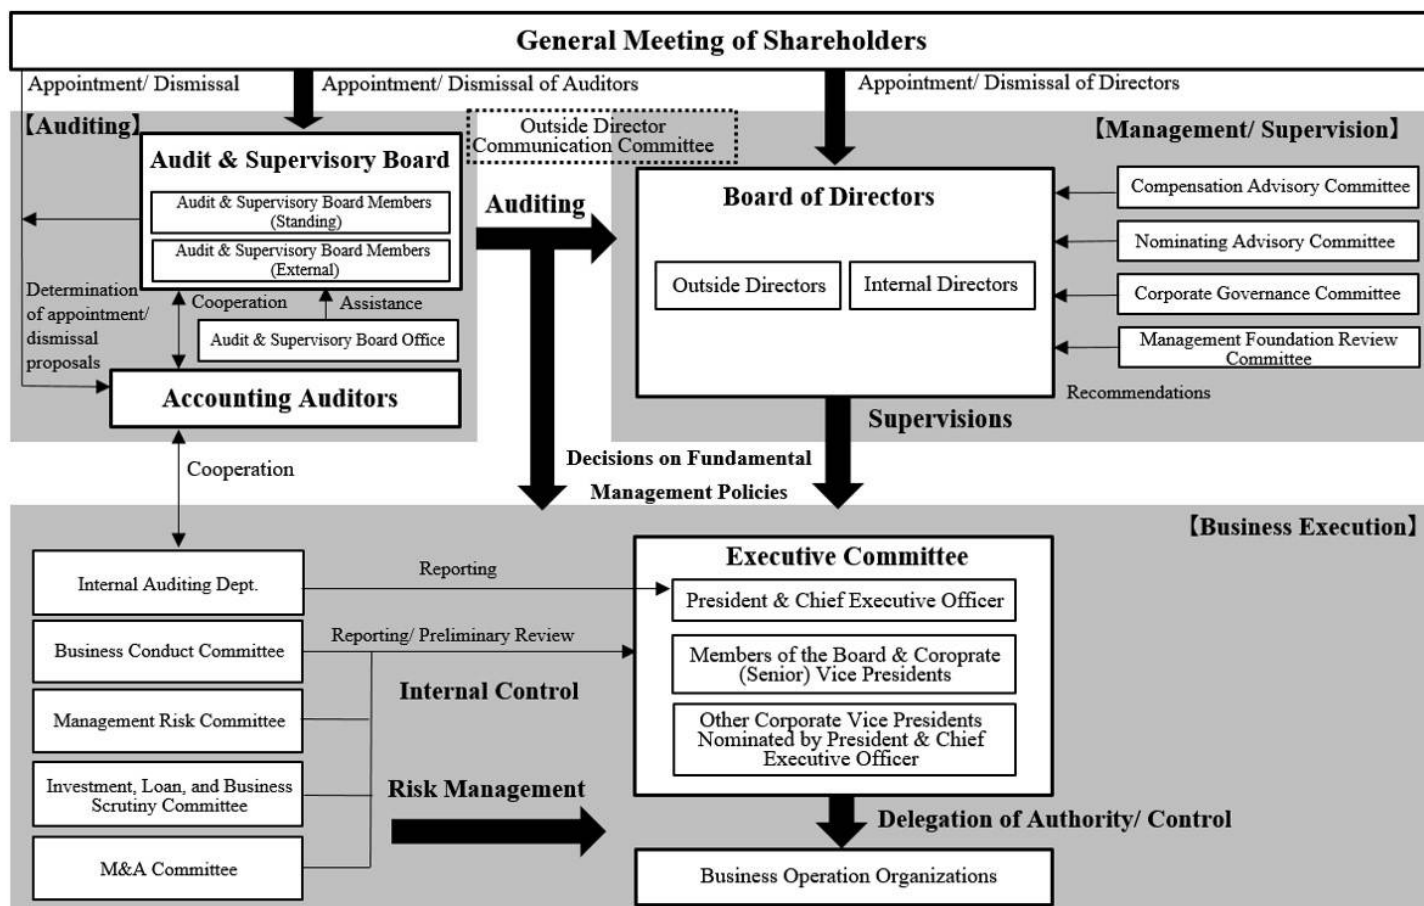 General Meeting of Shareholders
Appointment/ Dismissal
Appointment/ Dismissal of Auditors
Appointment/ Dismissal of Directors
【Auditing】
Outside Director
Communication Committee
【Management/ Supervision】
Audit & Supervisory Board
Audit & Supervisory Board Members
(Standing)
Audit & Supervisory Board Members
(External)
Auditing
Board of Directors
Outside Directors
Internal Directors
Compensation Advisory Committee
Nominating Advisory Committee
Corporate Governance Committee
Management Foundation Review
Committee
Recommendations
Determination
of appointment/
dismissal
proposals
Cooperation
Assistance
Audit & Supervisory Board Office
Accounting Auditors
Supervisions
Cooperation
Decisions on Fundamental
Management Policies
【Business Execution】
Internal Auditing Dept.
Reporting
Executive Committee
President & Chief Executive Officer
Business Conduct Committee
Reporting/ Preliminary Review
Members of the Board & Coroprate
(Senior) Vice Presidents
Internal Control
Management Risk Committee
Other Corporate Vice Presidents
Nominated by President & Chief
Executive Officer
Investment, Loan, and Business
Scrutiny Committee
Risk Management
Delegation of Authority/ Control
M&A Committee
Business Operation Organizations